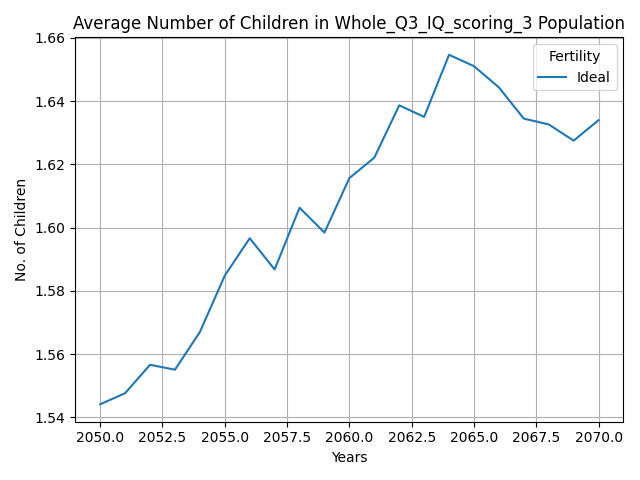 Average Number of Children in Whole_Q3_IQ_scoring_3 Population
1.66
1.64
1.62
1.60
1.58
1.56
1.54
No. of Children
Fertility
Ideal
2050.0 2052.5 2055.0 2057.5 2060.0 2062.5 2065.0 2067.5 2070.0
Years